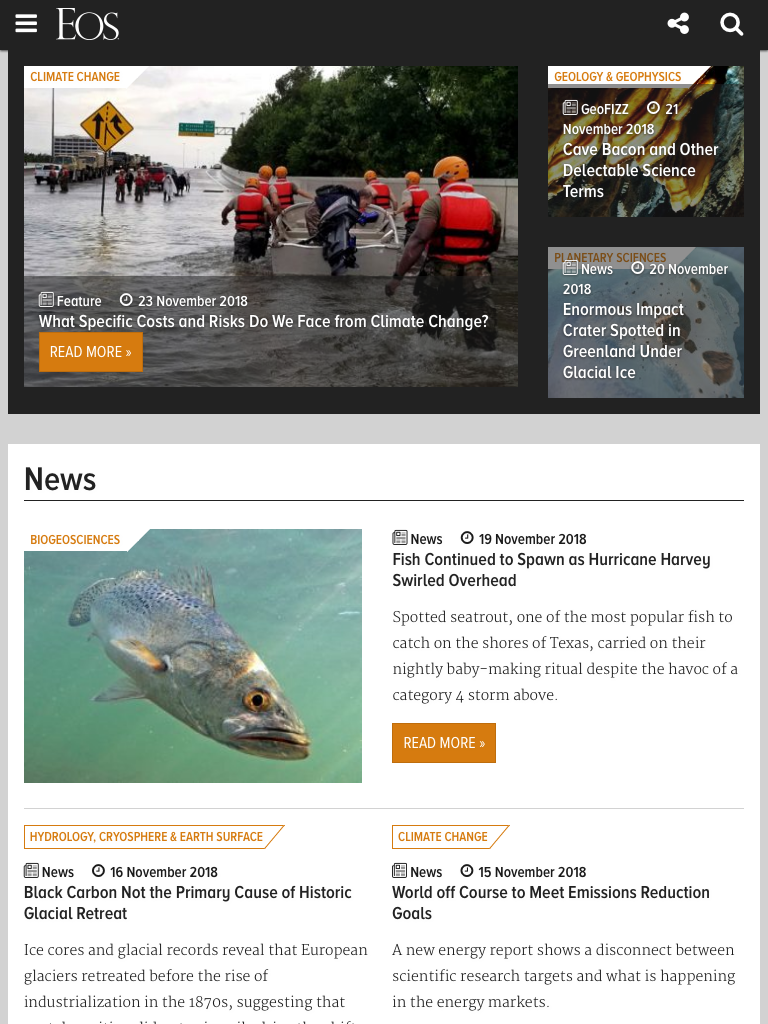 Eos
CLIMATE CHANGE
Feature 23 November 2018
What Specific Costs and Risks Do We Face from Climate Change?
READ MORE »
GEOLOGY & GEOPHYSICS
GeoFIZZ 21
November 2018
Cave Bacon and Other
Delectable Science
Terms
PLANETARY SCIENCES
News 20 November
2018
Enormous Impact
Crater Spotted in
Greenland Under
Glacial Ice
News
BIOGEOSCIENCES
News 19 November 2018
Fish Continued to Spawn as Hurricane Harvey
Swirled Overhead
Spotted seatrout, one of the most popular fish to
catch on the shores of Texas, carried on their
nightly baby-making ritual despite the havoc of a
category 4 storm above.
READ MORE »
HYDROLOGY, CRYOSPHERE & EARTH SURFACE
News 16 November 2018
Black Carbon Not the Primary Cause of Historic
Glacial Retreat
Ice cores and glacial records reveal that European
glaciers retreated before the rise of
industrialization in the 1870s, suggesting that
CLIMATE CHANGE
News 15 November 2018
World off Course to Meet Emissions Reduction
Goals
A new energy report shows a disconnect between
scientific research targets and what is happening
in the energy markets.